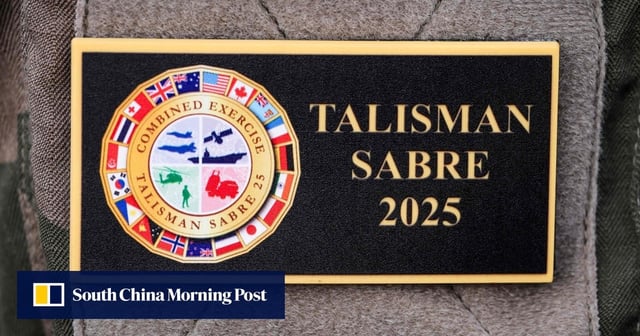 COMBINED EXERCISE
TALISMAN SABRE 25
TALISMAN
SABRE
2025
South China Morning Post